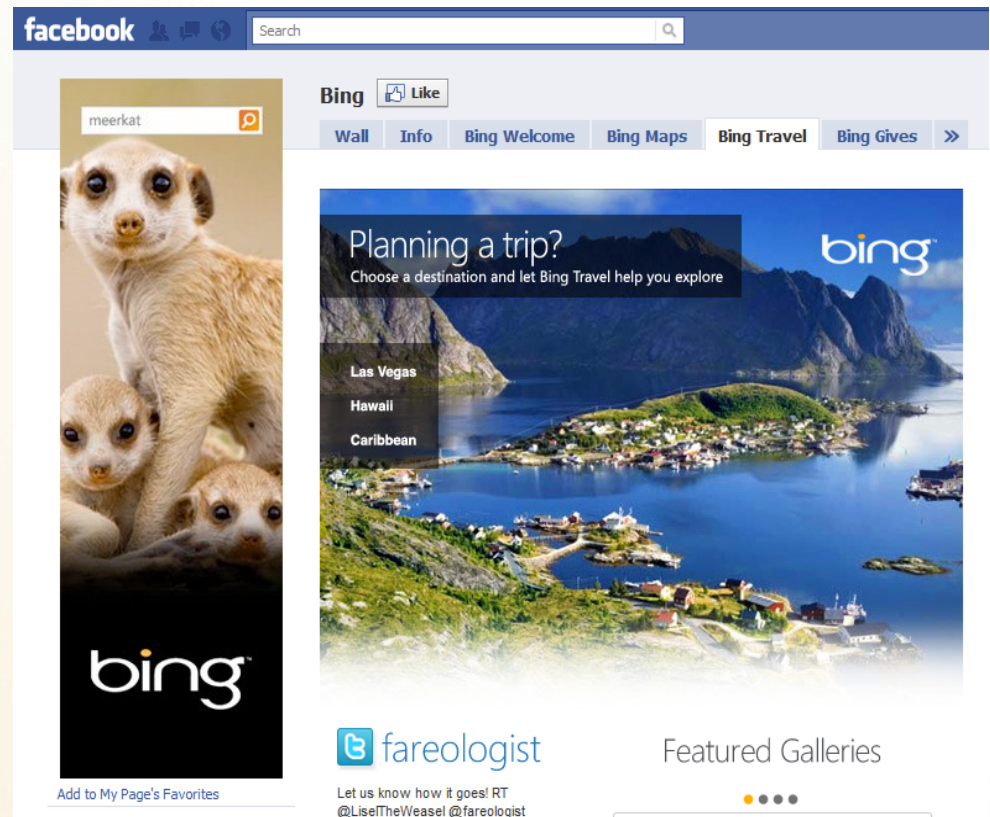 facebook
Search
meerkat
bing
Add to My Page's Favorites
Bing Like
Wall Info Bing Welcome Bing Maps Bing Travel Bing Gives »
Planning a trip?
Choose a destination and let Bing Travel help you explore
bing™
Las Vegas
Hawaii
Caribbean
fareologist
Let us know how it goes! RT
@LiselTheWeasel @fareologist
Featured Galleries